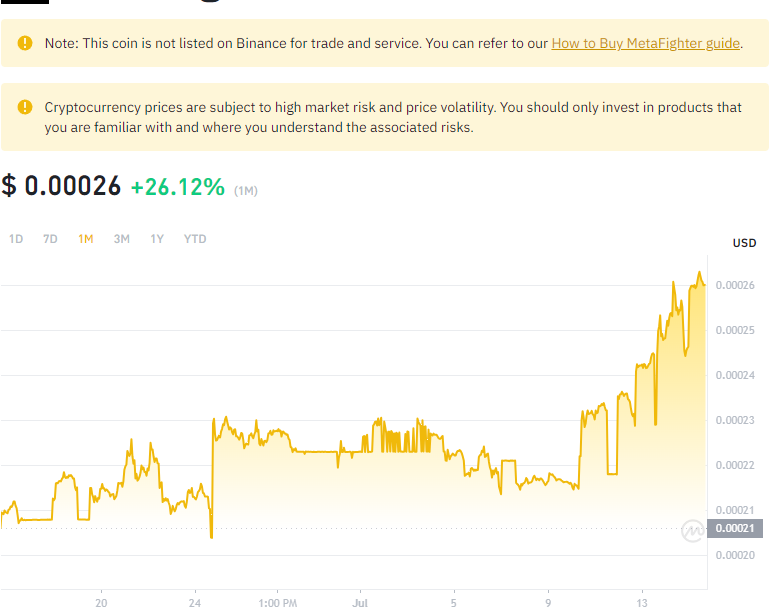 Note: This coin is not listed on Binance for trade and service. You can refer to our How to Buy MetaFighter guide.
Cryptocurrency prices are subject to high market risk and price volatility. You should only invest in products that
you are familiar with and where you understand the associated risks.
$ 0.00026 +26.12% (1M)
1D 7D 1M 3M 1Y YTD
USD
0.00026
0.00025
0.00024
0.00023
0.00022
0.00021
0.00021
0.00020
20 24 1:00 PM Jul 5 9 13